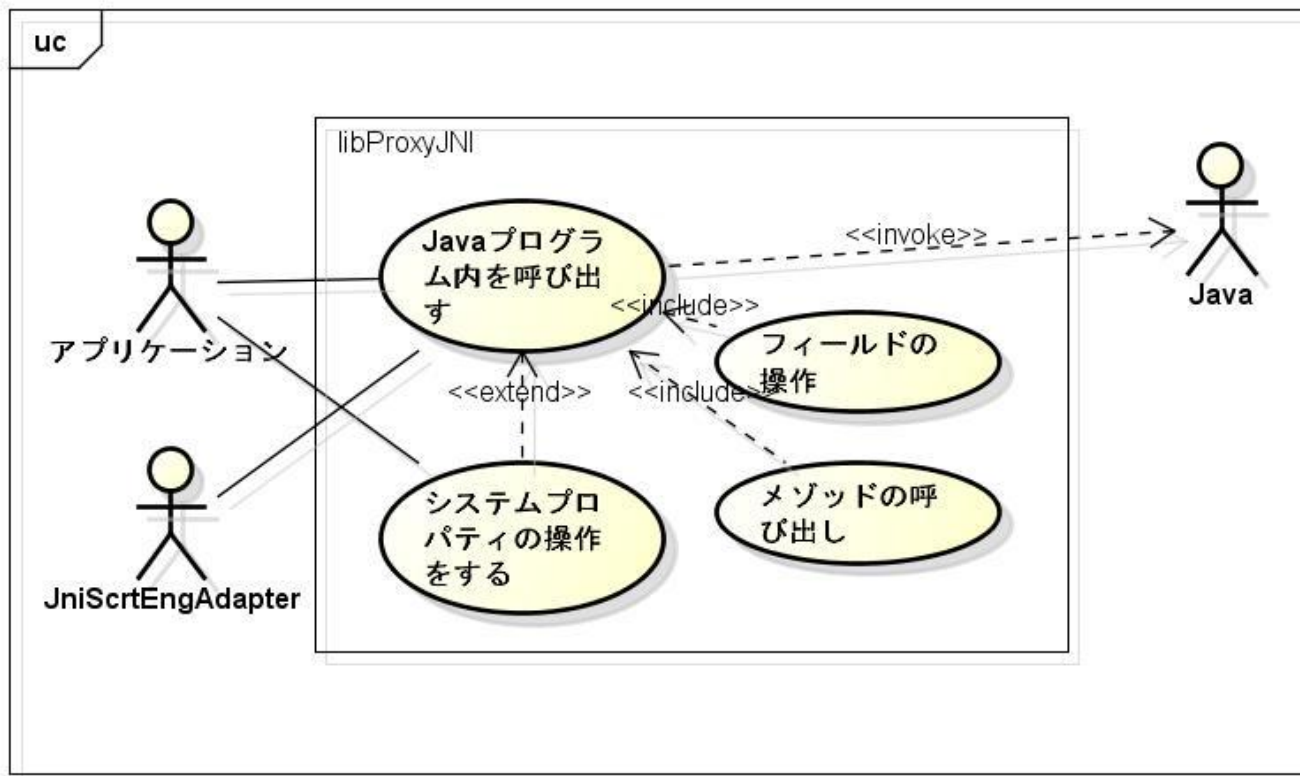 uc
libProxyJNI
Javaプログラ
ム内を呼び出
す
<<invoke>>
Java
<<include>>
アプリケーション
フィールドの
操作
<<extend>>
<<include>>
システムプロ
パティの操作
をする
メゾッドの呼
び出し
JniScrtEngAdapter